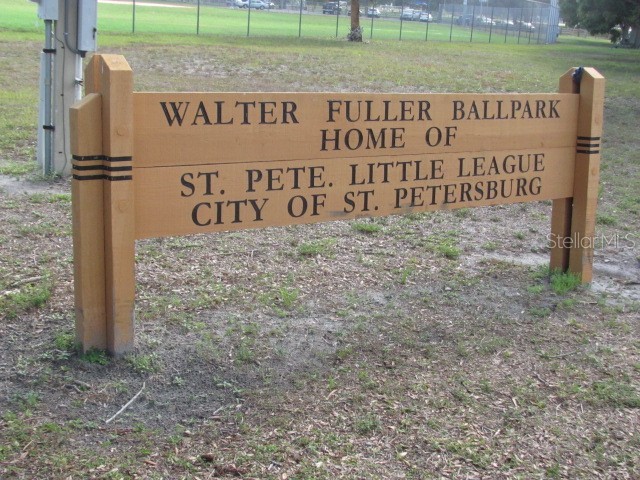 WALTER FULLER BALLPARK
HOME OF
ST. PETE. LITTLE LEAGUE
CITY OF ST. PETERSBURG
StellarMLS